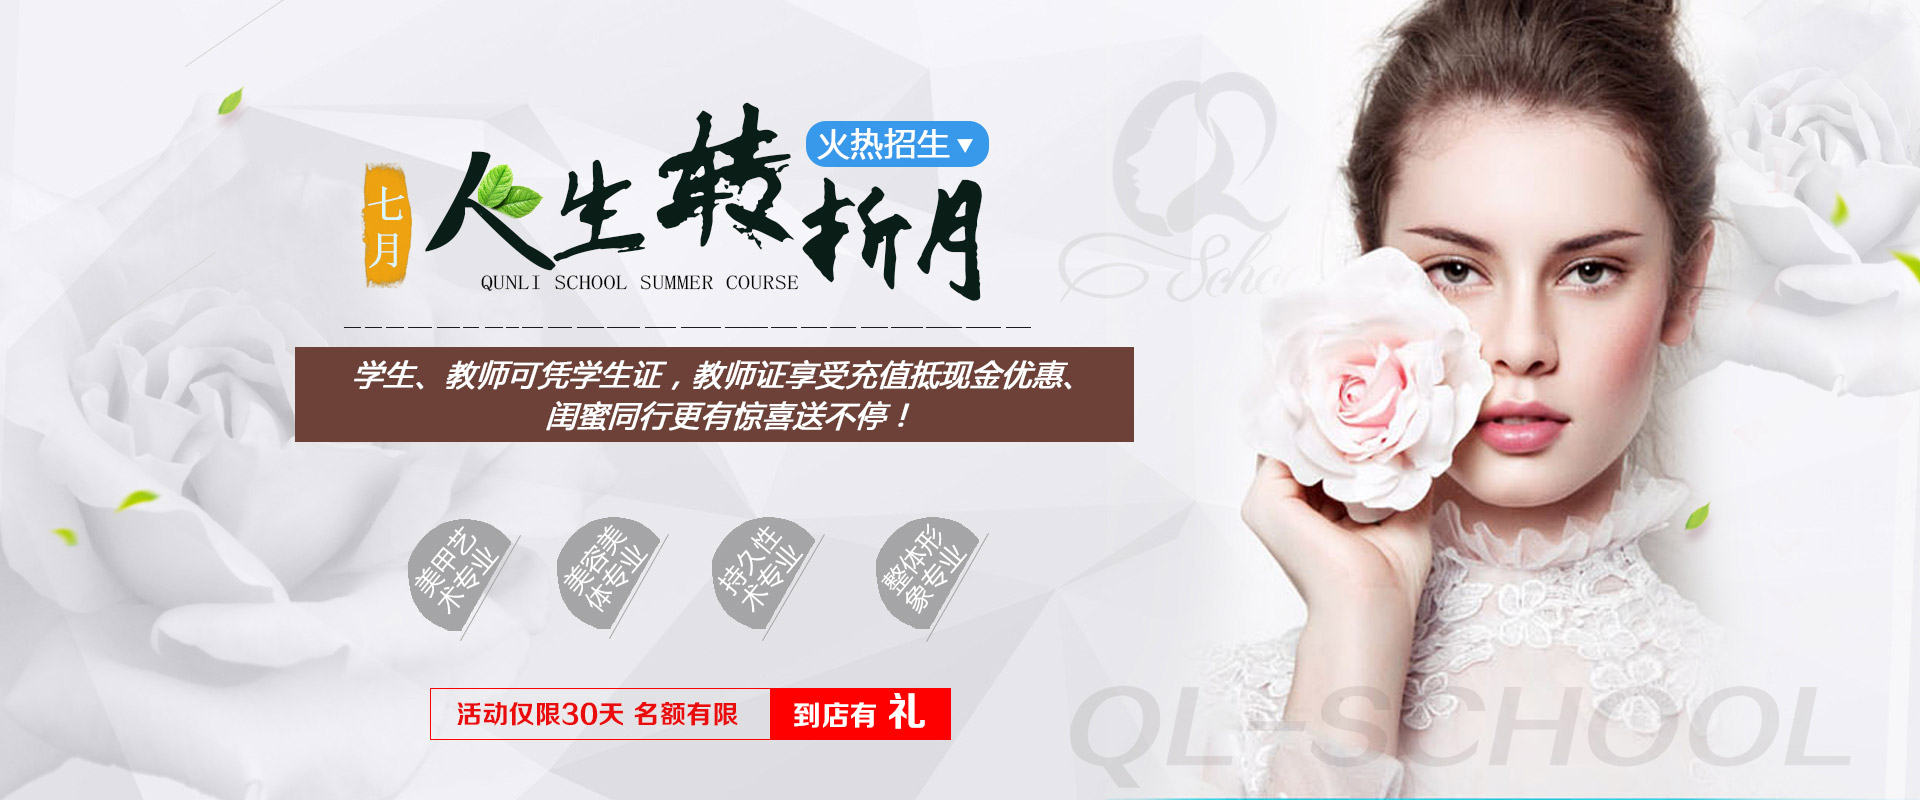 火热招生
七月
人生转折月
QUNLI SCHOOL SUMMER COURSE
学生、教师可凭学生证，教师证享受充值抵现金优惠、
闺蜜同行更有惊喜送不停！
美甲艺
术专业
美容美
体专业
持久性
术专业
整体形
象专业
活动仅限30天 名额有限
到店有 礼
School
QL-SCHOOL